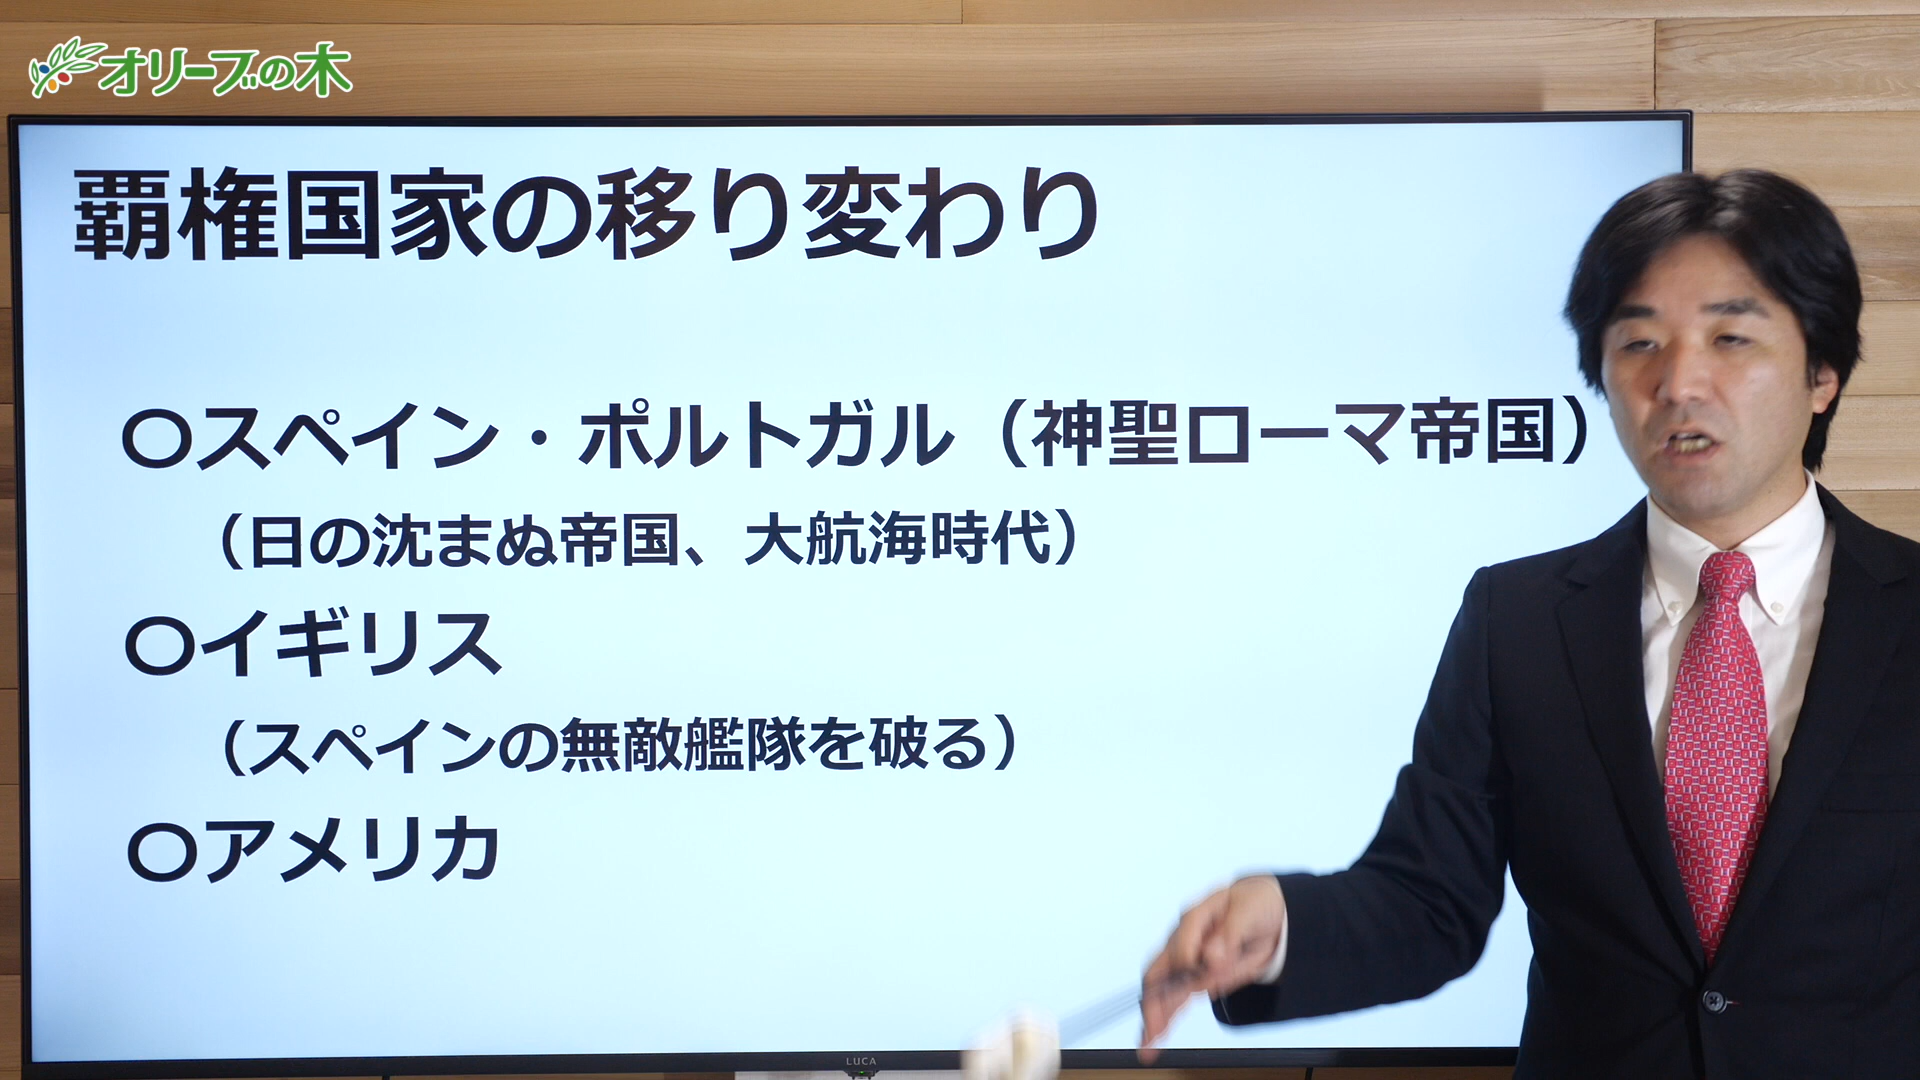 オリーブの木
覇権国家の移り変わり
〇スペイン・ポルトガル（神聖ローマ帝国）
（日の沈まぬ帝国、大航海時代）
〇イギリス
（スペインの無敵艦隊を破る）
〇アメリカ
LUCA